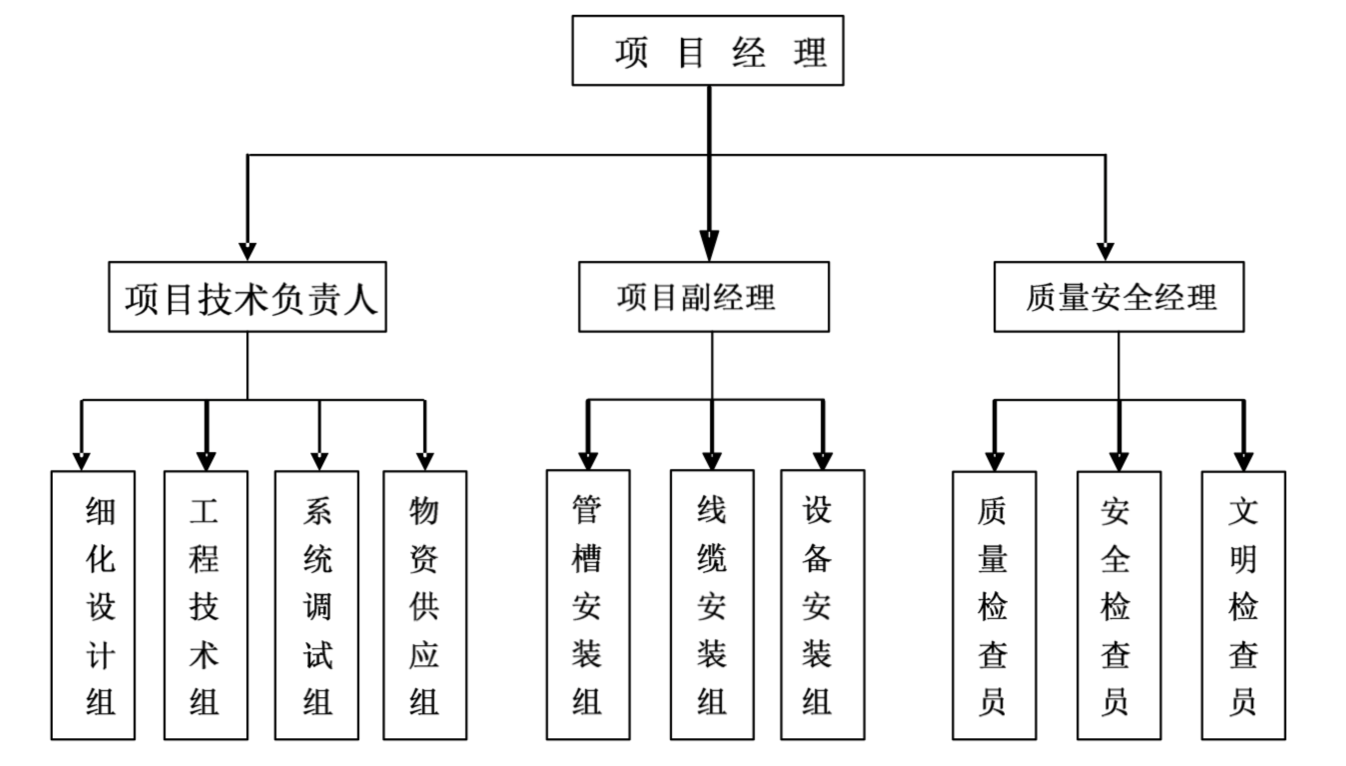 项目经理
项目技术负责人
项目副经理
质量安全经理
细化设计组
工程技术组
系统调试组
物资供应组
管槽安装组
线缆安装组
设备安装组
质量检查员
安全检查员
文明检查员